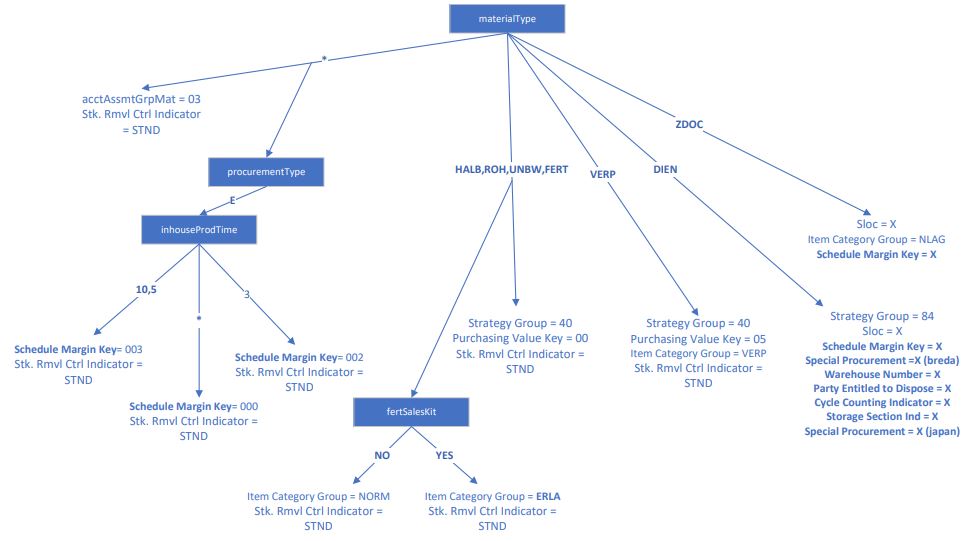 materialType
*
acctAssmtGrpMat = 03
Stk. Rmvl Ctrl Indicator
= STND
ZDOC
procurementType
HALB,ROH,UNBW,FERT
VERP
DIEN
E
inhouseProdTime
Sloc = X
Item Category Group = NLAG
Schedule Margin Key = X
10,5
*
3
Schedule Margin Key= 003
Stk. Rmvl Ctrl Indicator =
STND
Schedule Margin Key= 002
Stk. Rmvl Ctrl Indicator =
STND
Schedule Margin Key= 000
Stk. Rmvl Ctrl Indicator =
STND
Strategy Group = 40
Purchasing Value Key = 00
Stk. Rmvl Ctrl Indicator =
STND
Strategy Group = 40
Purchasing Value Key = 05
Item Category Group = VERP
Stk. Rmvl Ctrl Indicator =
STND
Strategy Group = 84
Sloc = X
Schedule Margin Key = X
Special Procurement =X (breda)
Warehouse Number = X
Party Entitled to Dispose = X
Cycle Counting Indicator = X
Storage Section Ind = X
Special Procurement = X (japan)
fertSalesKit
NO
YES
Item Category Group = NORM
Stk. Rmvl Ctrl Indicator =
STND
Item Category Group = ERLA
Stk. Rmvl Ctrl Indicator =
STND